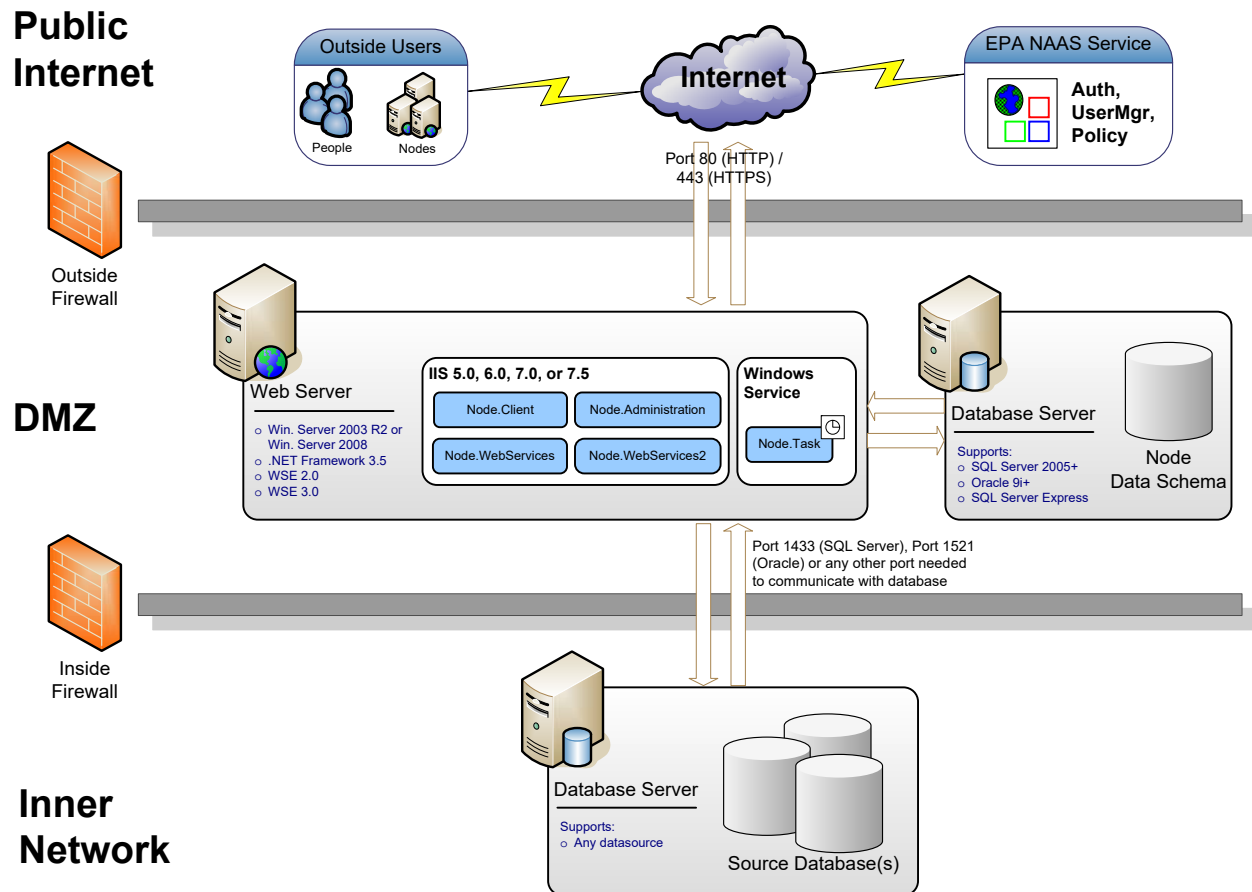 Public
Internet
Outside Users
People
Nodes
Internet
EPA NAAS Service
Auth,
UserMgr,
Policy
Port 80 (HTTP) /
443 (HTTPS)
Outside
Firewall
DMZ
Web Server
o Win. Server 2003 R2 or
Win. Server 2008
o .NET Framework 3.5
o WSE 2.0
o WSE 3.0
IIS 5.0, 6.0, 7.0, or 7.5
Node.Client
Node.Administration
Node.WebServices
Node.WebServices2
Windows
Service
Node.Task
Database Server
Supports:
o SQL Server 2005+
o Oracle 9i+
o SQL Server Express
Node
Data Schema
Port 1433 (SQL Server), Port 1521
(Oracle) or any other port needed
to communicate with database
Inside
Firewall
Inner
Network
Database Server
Supports:
o Any datasource
Source Database(s)